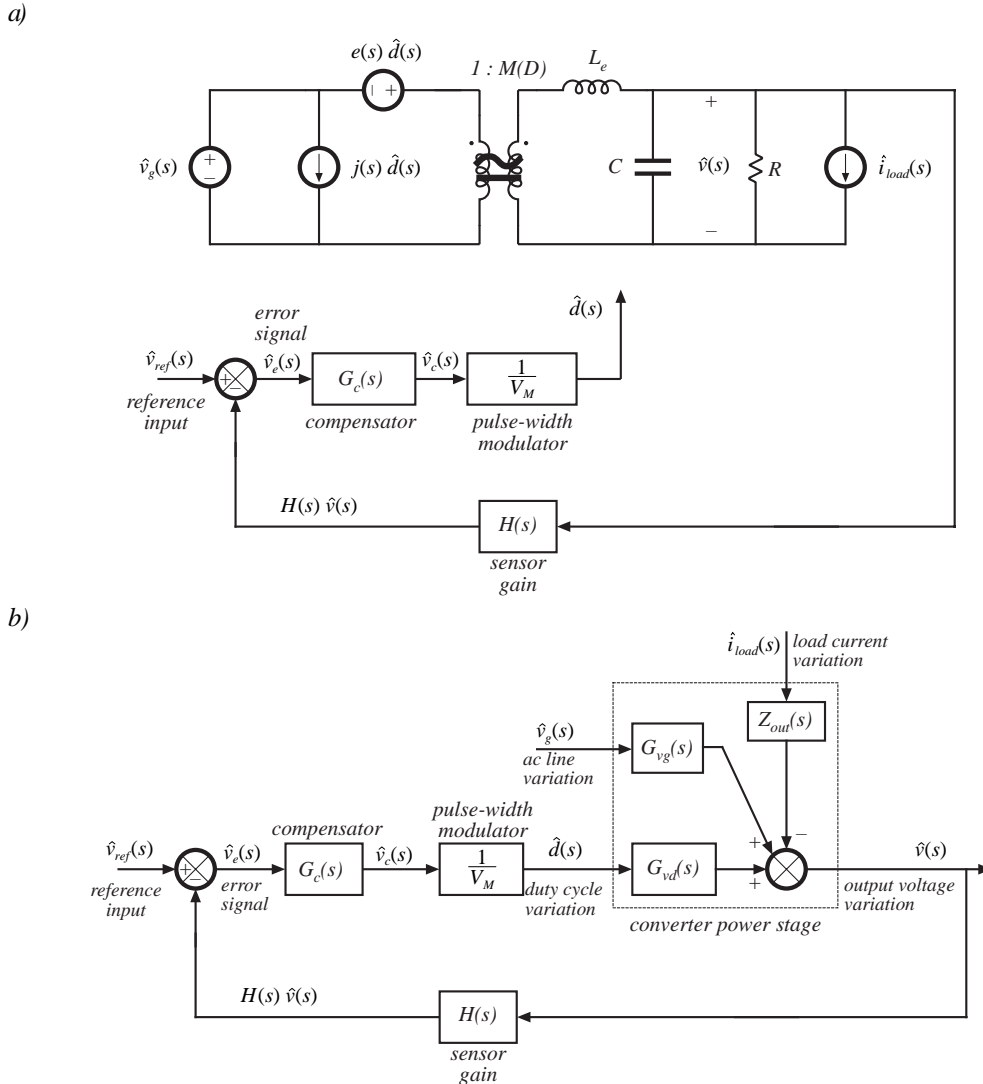 a)
e(s) d̂(s)
1 : M(D)
L_e
+
–
+
v̂_g(s)
+
–
j(s) d̂(s)
C
v̂(s)
R
î_load(s)
–
d̂(s)
error
signal
v̂_ref(s)
v̂_e(s)
G_c(s)
v̂_c(s)
1
V_M
+
–
reference
input
compensator
pulse-width
modulator
H(s) v̂(s)
H(s)
sensor
gain
b)
î_load(s)
load current
variation
Z_out(s)
v̂_g(s)
ac line
variation
G_vg(s)
pulse-width
modulator
compensator
v̂_ref(s)
v̂_e(s)
G_c(s)
v̂_c(s)
1
V_M
d̂(s)
G_vd(s)
+
–
+
v̂(s)
+
–
reference
input
error
signal
duty cycle
variation
output voltage
variation
converter power stage
H(s) v̂(s)
H(s)
sensor
gain